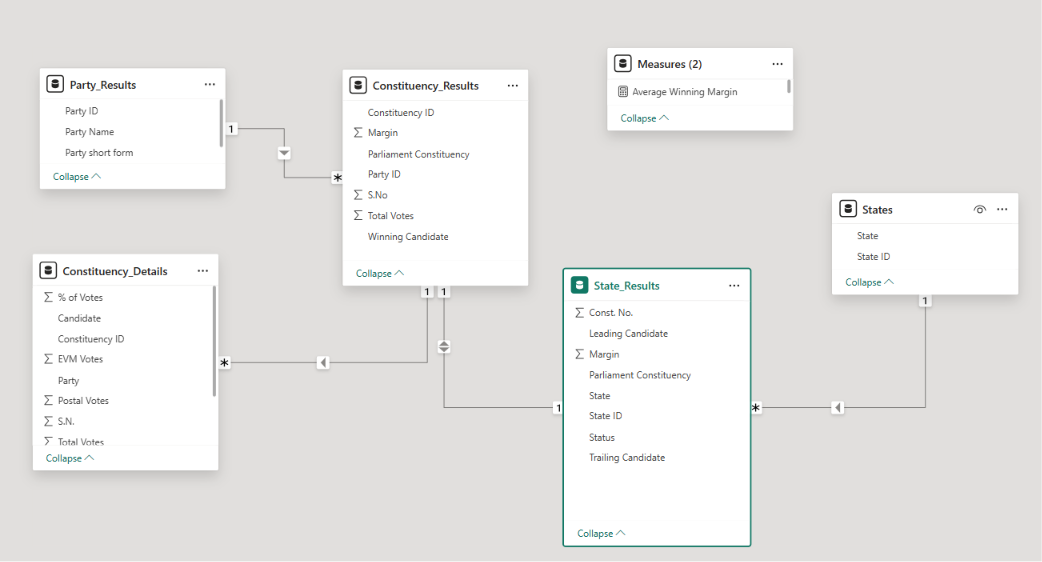 Party_Results
Party ID
Party Name
Party short form
Collapse
1
*
Constituency_Results
Constituency ID
Margin
Parliament Constituency
Party ID
S.No
Total Votes
Winning Candidate
Collapse
1
1
Measures (2)
Average Winning Margin
Collapse
States
State
State ID
Collapse
1
Constituency_Details
% of Votes
Candidate
Constituency ID
EVM Votes
Party
Postal Votes
S.N.
Total Votes
Collapse
*
State_Results
Const. No.
Leading Candidate
Margin
Parliament Constituency
State
State ID
Status
Trailing Candidate
Collapse
1
*